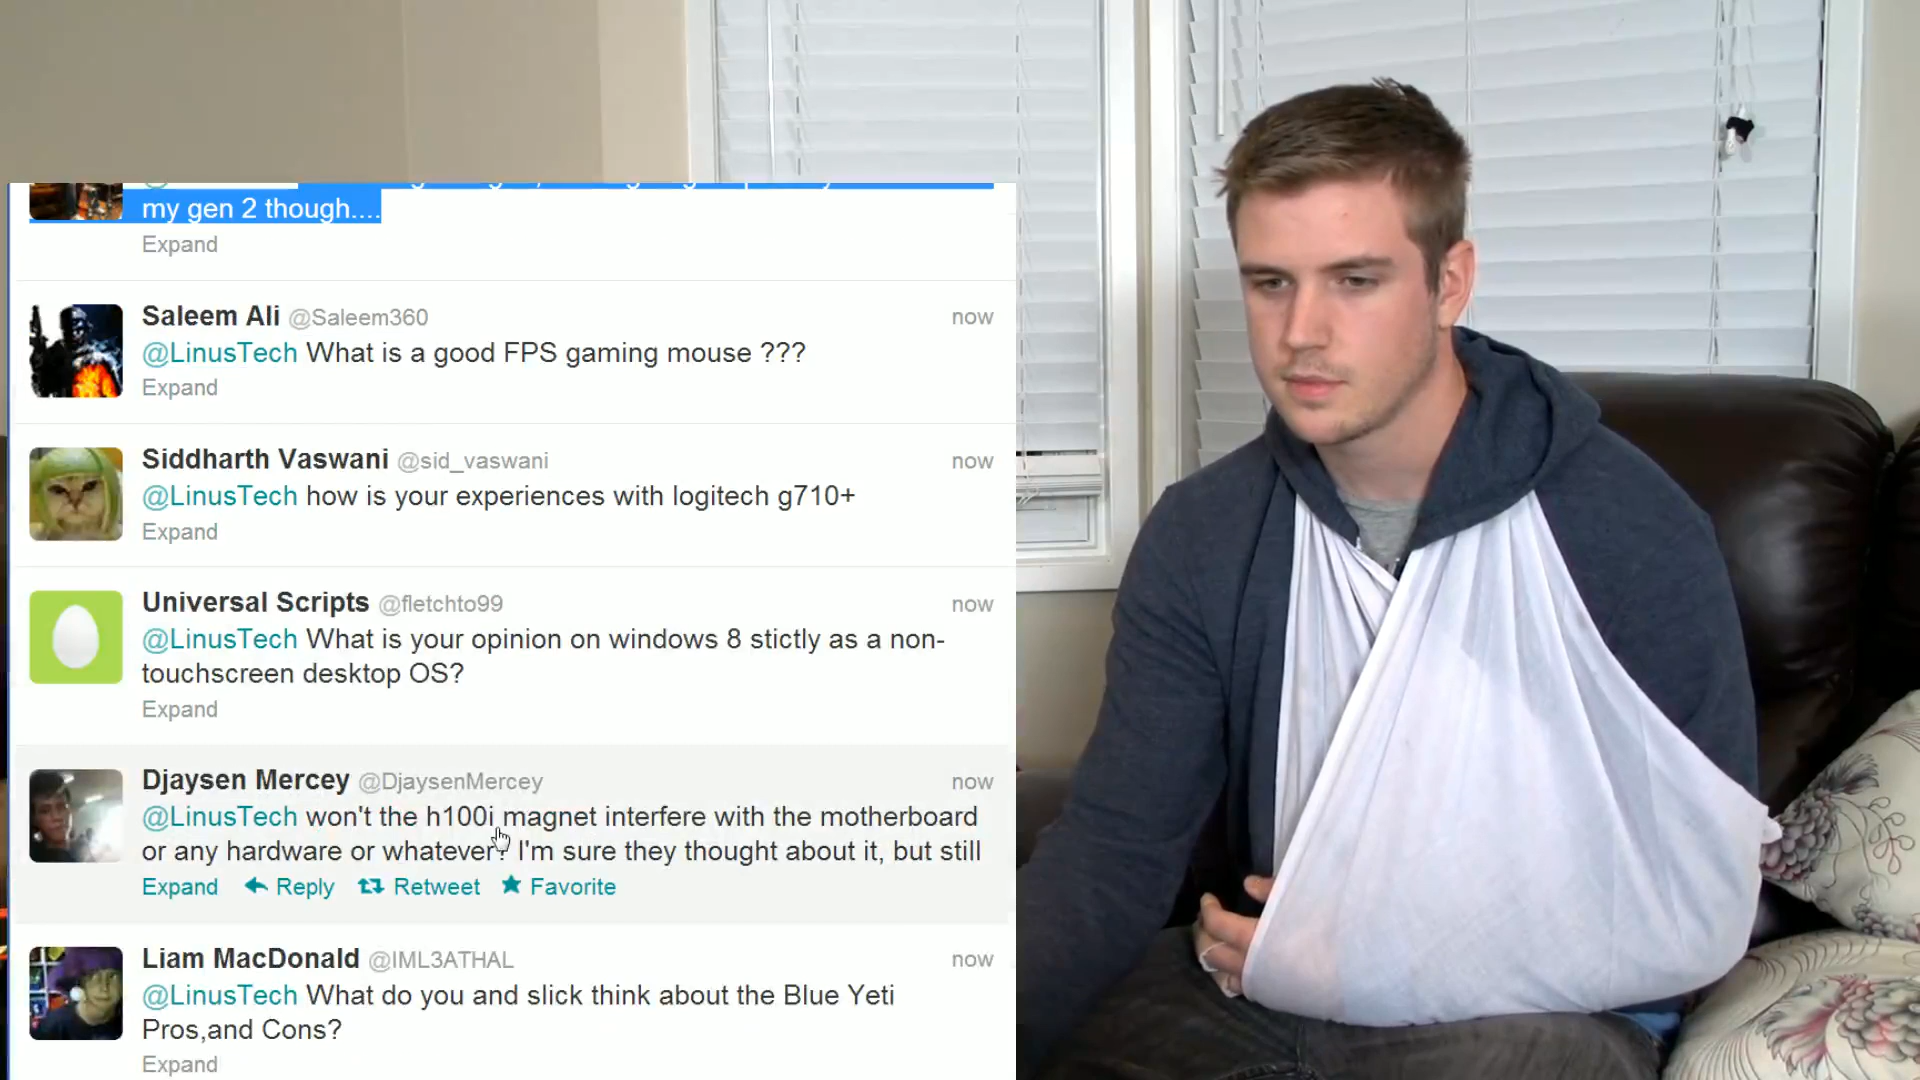 my gen 2 though....
Expand
Saleem Ali @Saleem360 now
@LinusTech What is a good FPS gaming mouse ???
Expand
Siddharth Vaswani @sid_vaswani now
@LinusTech how is your experiences with logitech g710+
Expand
Universal Scripts @fletchto99 now
@LinusTech What is your opinion on windows 8 stictly as a non-
touchscreen desktop OS?
Expand
Djaysen Mercey @DjaysenMercey now
@LinusTech won't the h100i magnet interfere with the motherboard
or any hardware or whatever? I'm sure they thought about it, but still
Expand Reply Retweet Favorite
Liam MacDonald @IML3ATHAL now
@LinusTech What do you and slick think about the Blue Yeti
Pros,and Cons?
Expand